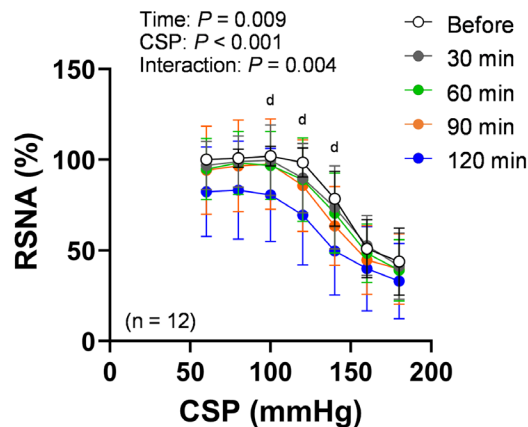 Time: P = 0.009
CSP: P < 0.001
Interaction: P = 0.004
Before
30 min
60 min
90 min
120 min
d d d
RSNA (%)
150
100
50
0
(n = 12)
0 50 100 150 200
CSP (mmHg)